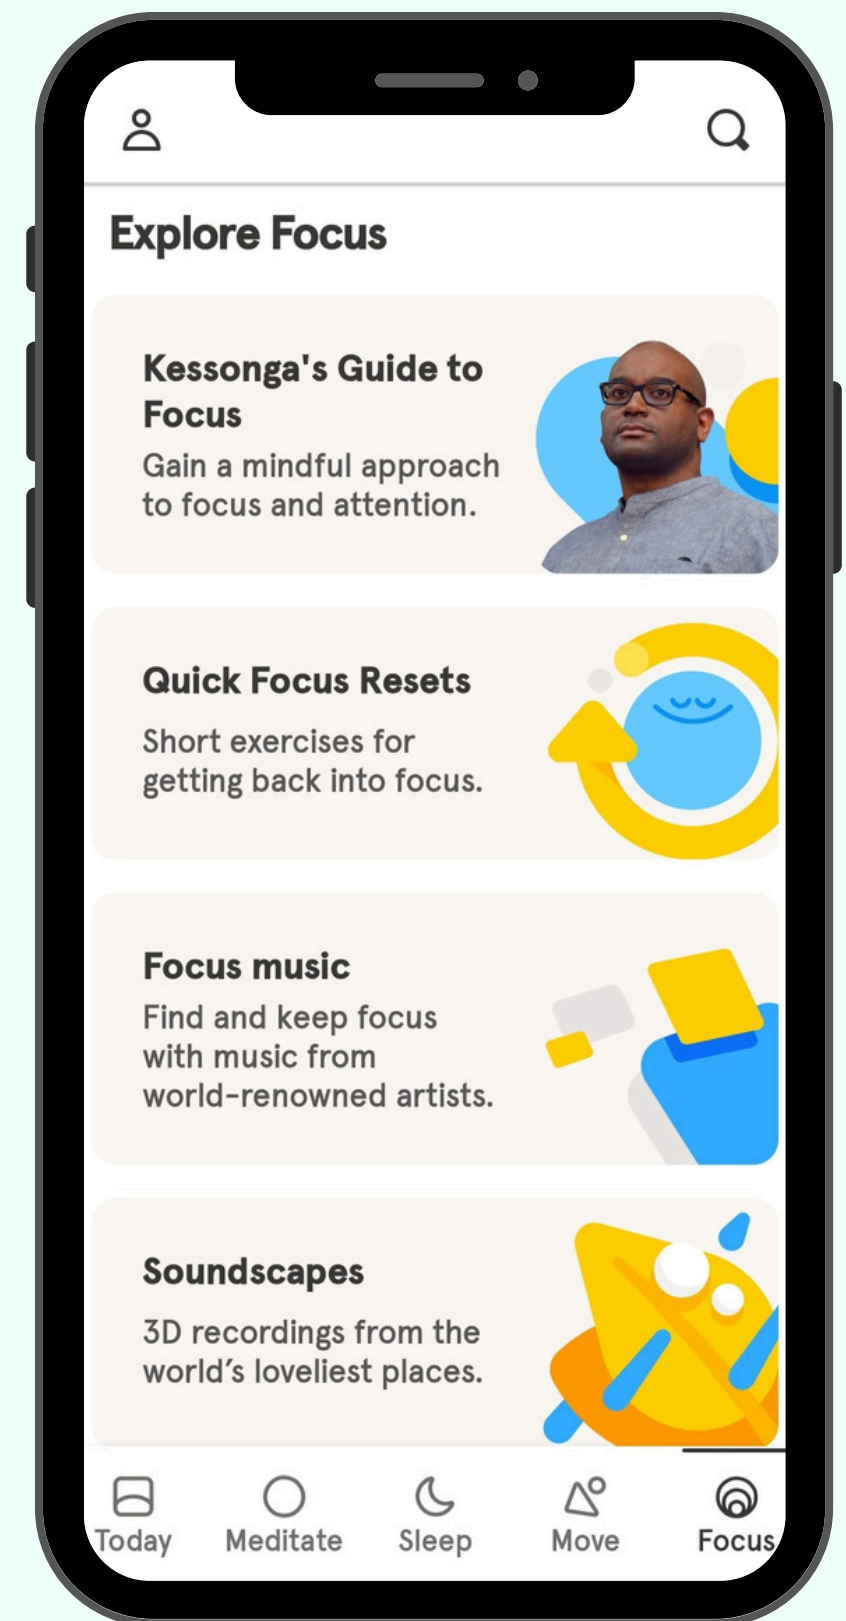 Explore Focus
Kessonga's Guide to
Focus
Gain a mindful approach
to focus and attention.
Quick Focus Resets
Short exercises for
getting back into focus.
Focus music
Find and keep focus
with music from
world-renowned artists.
Soundscapes
3D recordings from the
world’s loveliest places.
Today Meditate Sleep Move Focus